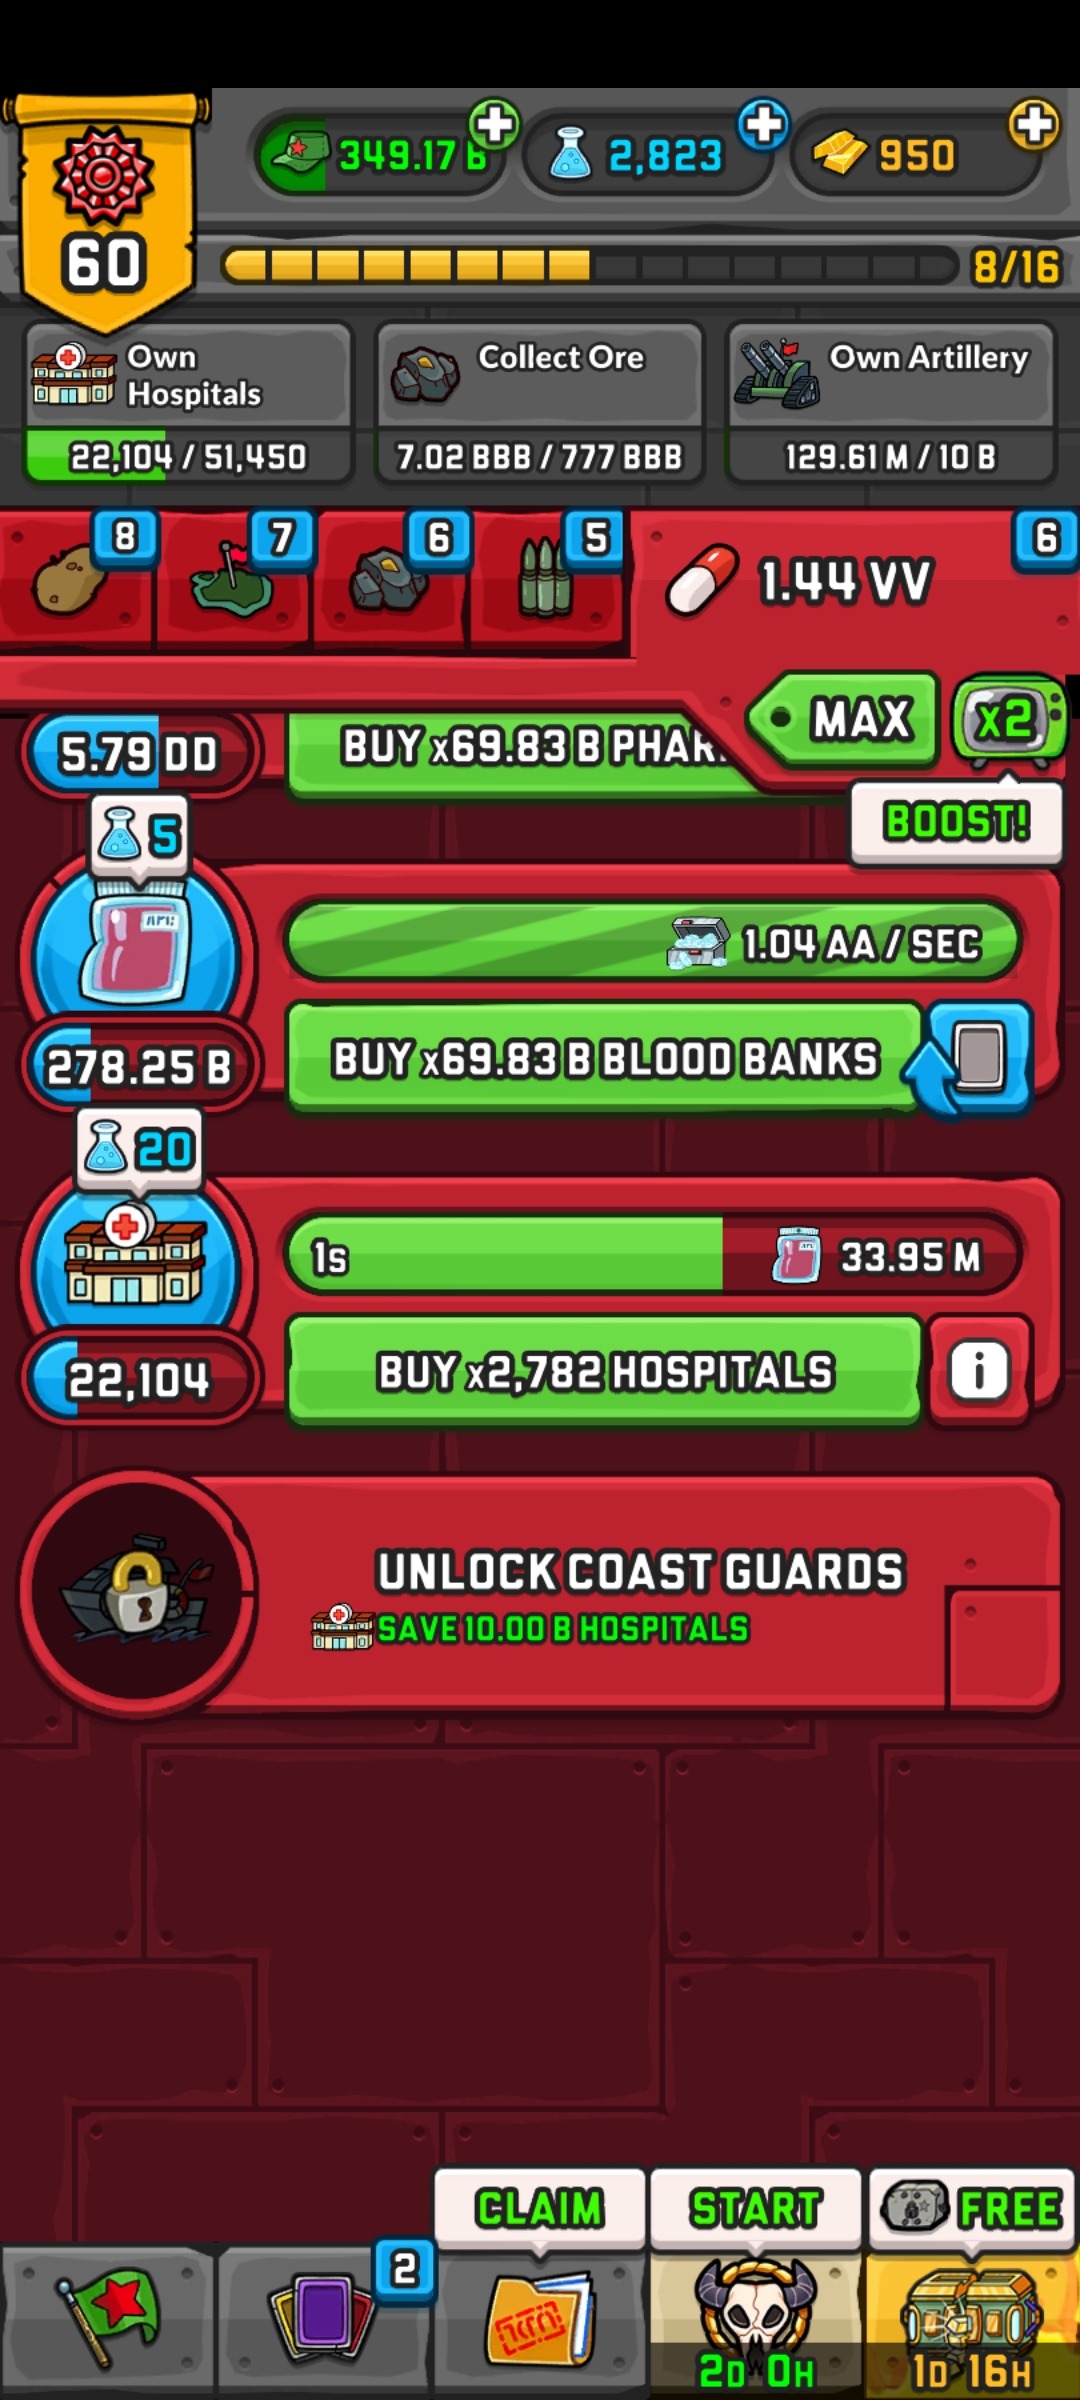 349.17 B
2,823
950
60
8/16
Own
Hospitals
22,104 / 51,450
Collect Ore
7.02 BBB / 777 BBB
Own Artillery
129.61 M / 10 B
8
7
6
5
1.44 VV
6
MAX
x2
BOOST!
5.79 DD
BUY x69.83 B PHAR
5
1.04 AA / SEC
278.25 B
BUY x69.83 B BLOOD BANKS
20
1s
33.95 M
22,104
BUY x2,782 HOSPITALS
i
UNLOCK COAST GUARDS
SAVE 10.00 B HOSPITALS
CLAIM
START
FREE
2
2D 0H
1D 16H